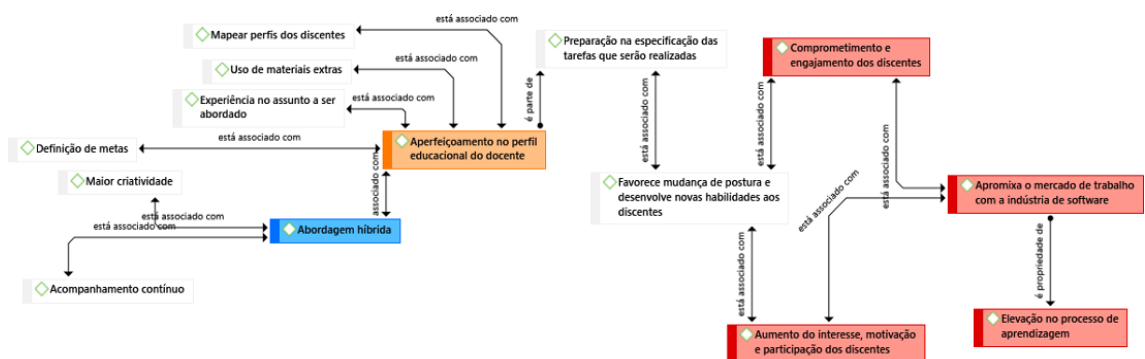 está associado com
Mapear perfis dos discentes
está associado com
Uso de materiais extras
está associado com
Experiência no assunto a ser
abordado
está associado com
Definição de metas
Aperfeiçoamento no perfil
educacional do docente
é parte de
Preparação na especificação das
tarefas que serão realizadas
está associado com
Comprometimento e
engajamento dos discentes
está associado com
está associado com
Maior criatividade
está associado com
está associado com
associado com
Abordagem híbrida
Acompanhamento contínuo
Favorece mudança de postura e
desenvolve novas habilidades aos
discentes
está associado com
está associado com
Apromixa o mercado de trabalho
com a indústria de software
é propriedade de
Aumento do interesse, motivação
e participação dos discentes
Elevação no processo de
aprendizagem